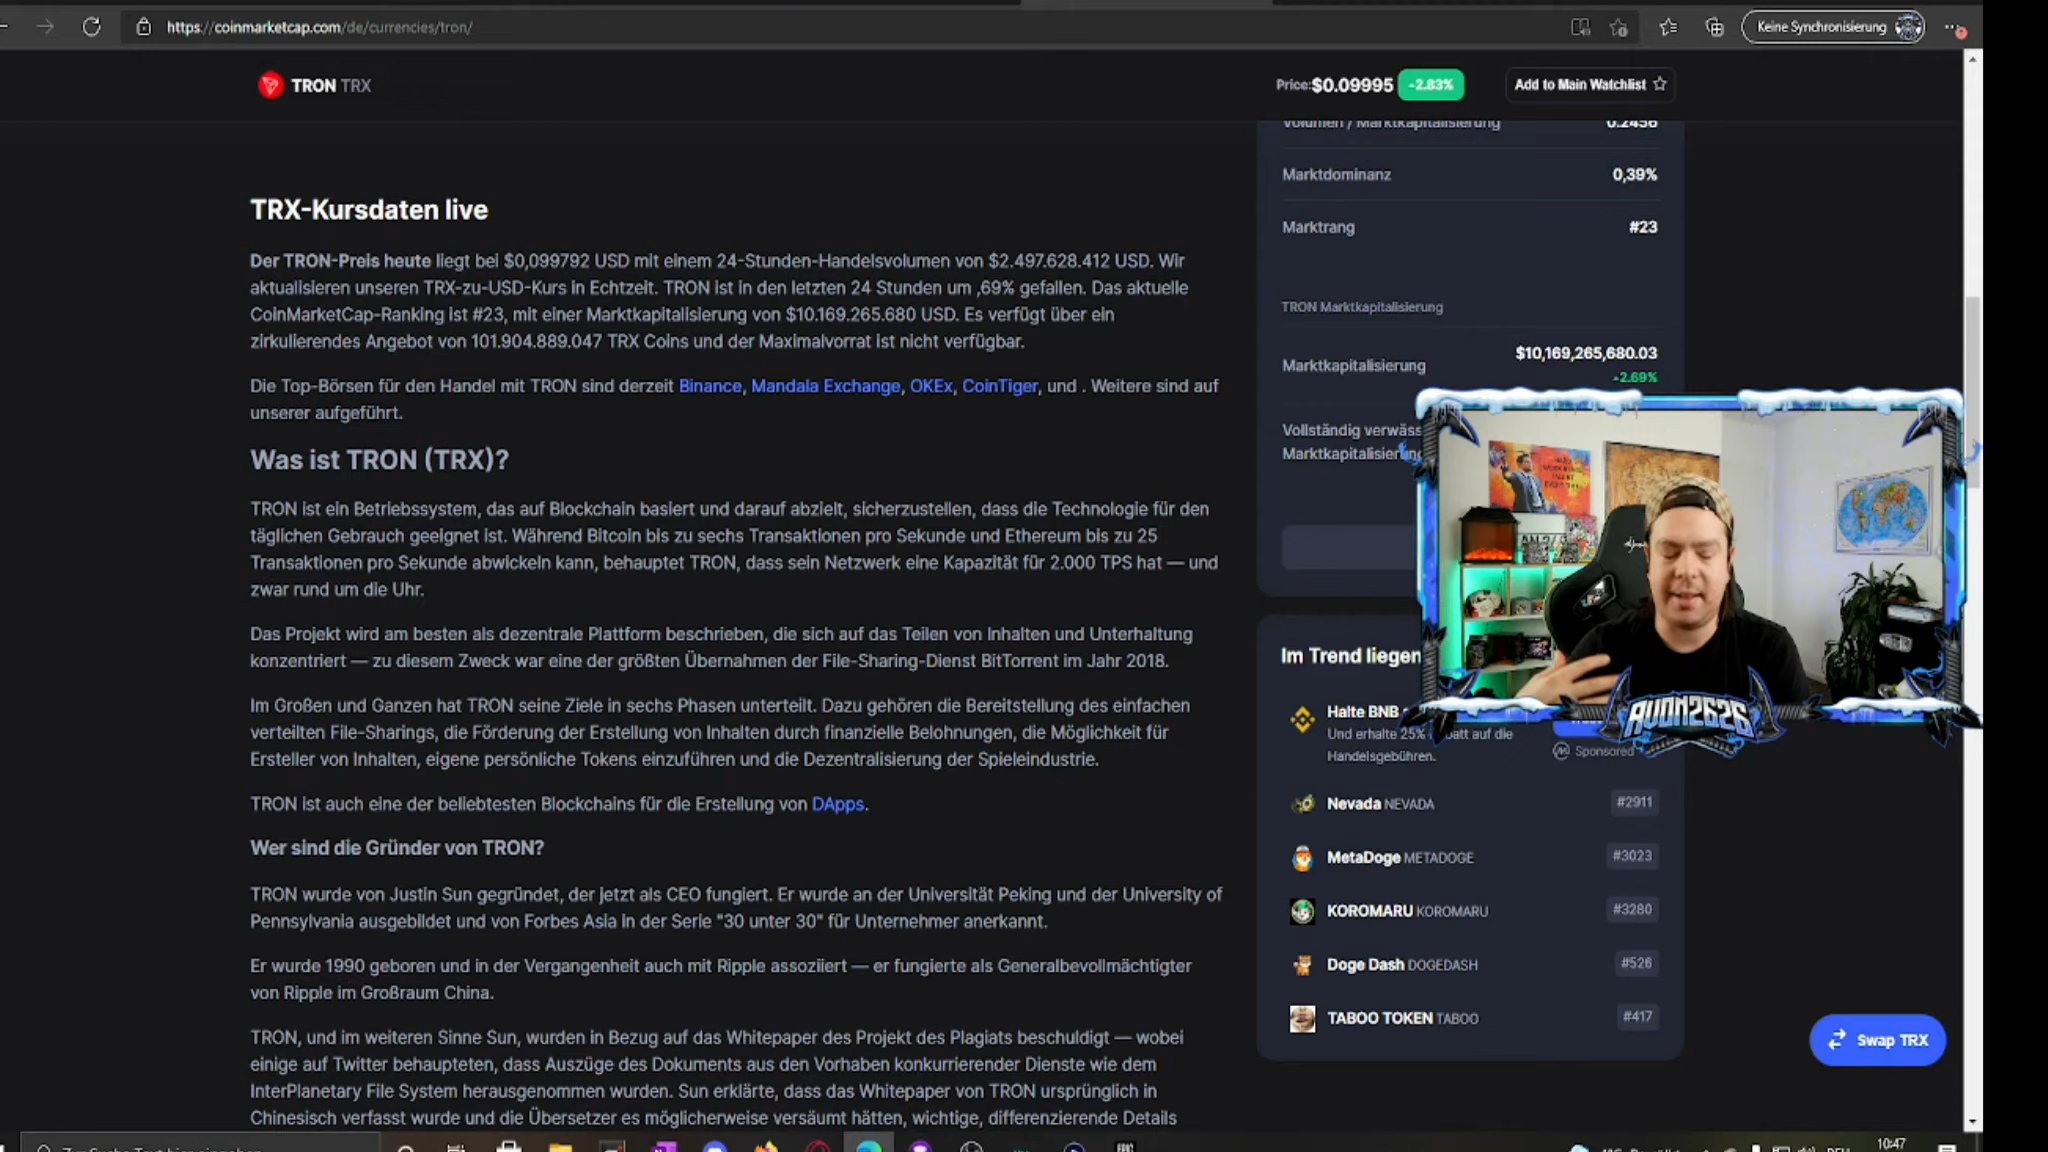 https://coinmarketcap.com/de/currencies/tron/
Keine Synchronisierung
TRON TRX
Price:$0.09995
2.83%
Add to Main Watchlist
Volumen / Marktkapitalisierung
0.2456
Marktdominanz
0,39%
Marktrang
#23
TRON Marktkapitalisierung
Marktkapitalisierung
$10,169,265,680.03
2.69%
Vollständig verwäss
Marktkapitalisierung
TRX-Kursdaten live
Der TRON-Preis heute liegt bei $0,099792 USD mit einem 24-Stunden-Handelsvolumen von $2.497.628.412 USD. Wir
aktualisieren unseren TRX-zu-USD-Kurs in Echtzeit. TRON ist in den letzten 24 Stunden um ,69% gefallen. Das aktuelle
CoinMarketCap-Ranking ist #23, mit einer Marktkapitalisierung von $10.169.265.680 USD. Es verfügt über ein
zirkulierendes Angebot von 101.904.889.047 TRX Coins und der Maximalvorrat ist nicht verfügbar.
Die Top-Börsen für den Handel mit TRON sind derzeit Binance, Mandala Exchange, OKEx, CoinTiger, und . Weitere sind auf
unserer aufgeführt.
Was ist TRON (TRX)?
TRON ist ein Betriebssystem, das auf Blockchain basiert und darauf abzielt, sicherzustellen, dass die Technologie für den
täglichen Gebrauch geeignet ist. Während Bitcoin bis zu sechs Transaktionen pro Sekunde und Ethereum bis zu 25
Transaktionen pro Sekunde abwickeln kann, behauptet TRON, dass sein Netzwerk eine Kapazität für 2.000 TPS hat — und
zwar rund um die Uhr.
Das Projekt wird am besten als dezentrale Plattform beschrieben, die sich auf das Teilen von Inhalten und Unterhaltung
konzentriert — zu diesem Zweck war eine der größten Übernahmen der File-Sharing-Dienst BitTorrent im Jahr 2018.
Im Großen und Ganzen hat TRON seine Ziele in sechs Phasen unterteilt. Dazu gehören die Bereitstellung des einfachen
verteilten File-Sharings, die Förderung der Erstellung von Inhalten durch finanzielle Belohnungen, die Möglichkeit für
Ersteller von Inhalten, eigene persönliche Tokens einzuführen und die Dezentralisierung der Spieleindustrie.
TRON ist auch eine der beliebtesten Blockchains für die Erstellung von DApps.
Wer sind die Gründer von TRON?
TRON wurde von Justin Sun gegründet, der jetzt als CEO fungiert. Er wurde an der Universität Peking und der University of
Pennsylvania ausgebildet und von Forbes Asia in der Serie "30 unter 30" für Unternehmer anerkannt.
Er wurde 1990 geboren und in der Vergangenheit auch mit Ripple assoziiert — er fungierte als Generalbevollmächtigter
von Ripple im Großraum China.
TRON, und im weiteren Sinne Sun, wurden in Bezug auf das Whitepaper des Projekt des Plagiats beschuldigt — wobei
einige auf Twitter behaupteten, dass Auszüge des Dokuments aus den Vorhaben konkurrierender Dienste wie dem
InterPlanetary File System herausgenommen wurden. Sun erklärte, dass das Whitepaper von TRON ursprünglich in
Chinesisch verfasst wurde und die Übersetzer es möglicherweise versäumt hätten, wichtige, differenzierende Details
Im Trend liegen
Halte BNB
Und erhalte 25% batt auf die
Handelsgebühren.
Sponsored
Nevada NEVADA
#2911
MetaDoge METADOGE
#3023
KOROMARU KOROMARU
#3280
Doge Dash DOGEDASH
#526
TABOO TOKEN TABOO
#417
AVON2626
Swap TRX
10:47